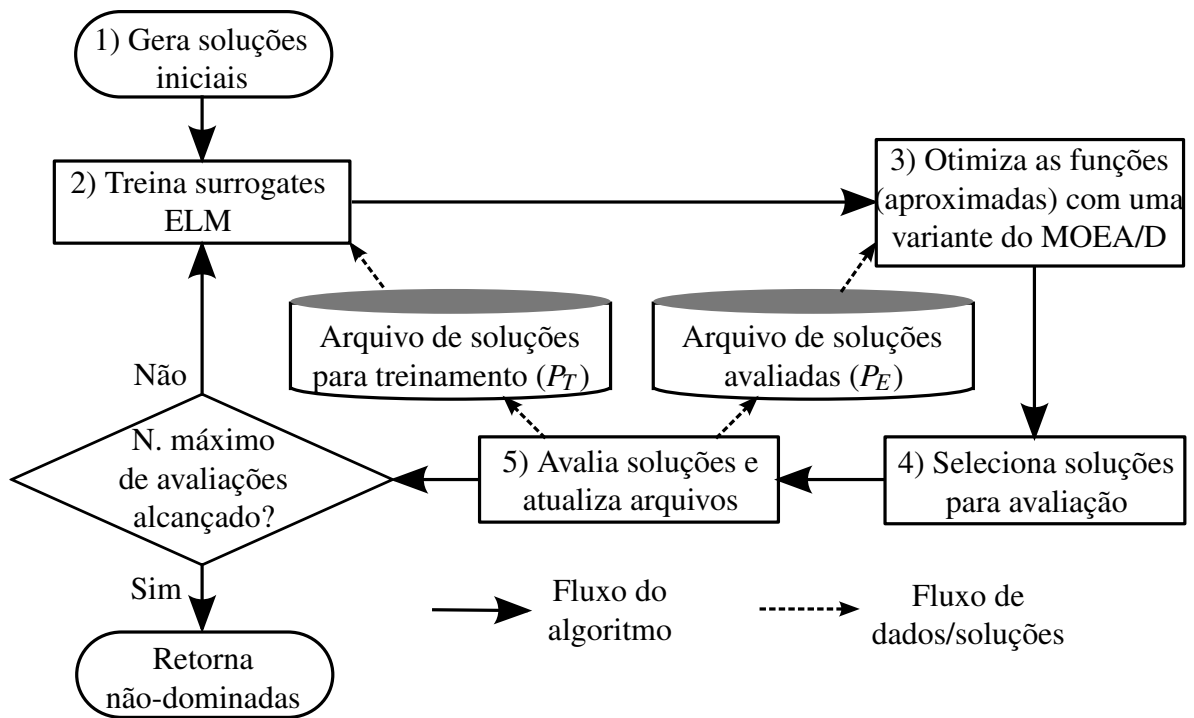 1) Gera soluções
iniciais
2) Treina surrogates
ELM
3) Otimiza as funções
(aproximadas) com uma
variante do MOEA/D
Arquivo de soluções
para treinamento (P_T)
Arquivo de soluções
avaliadas (P_E)
Não
N. máximo
de avaliações
alcançado?
5) Avalia soluções e
atualiza arquivos
4) Seleciona soluções
para avaliação
Sim
Retorna
não-dominadas
Fluxo do
algoritmo
Fluxo de
dados/soluções